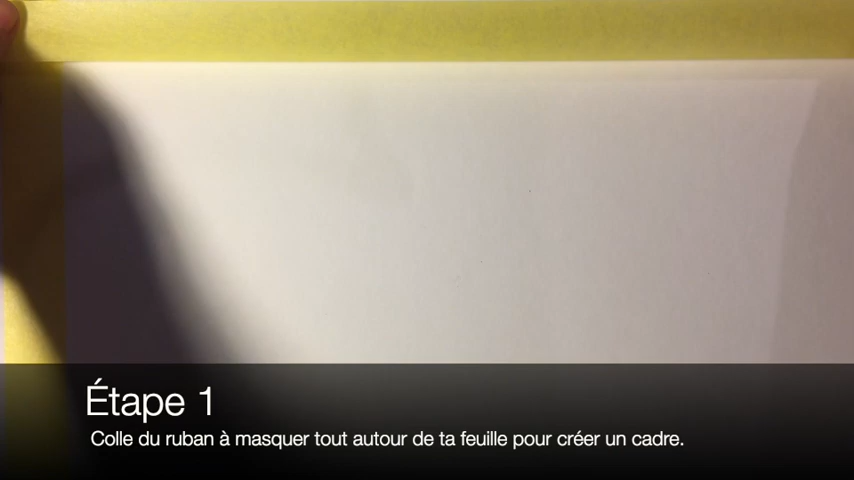 Étape 1
Colle du ruban à masquer tout autour de ta feuille pour créer un cadre.